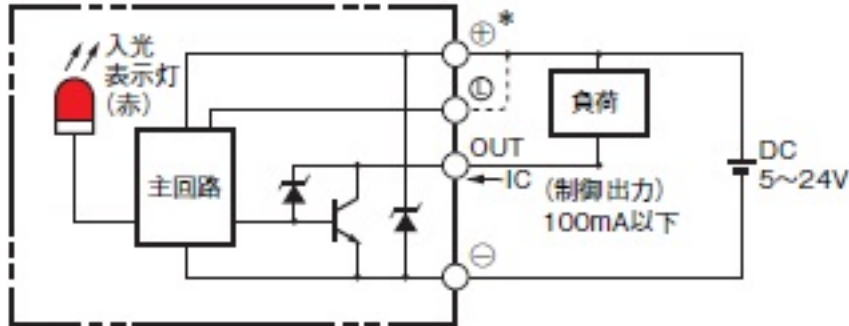 入光
表示灯
(赤)
主回路
⊕*
Ⓛ
OUT
IC
⊖
負荷
(制御出力)
100mA以下
DC
5～24V